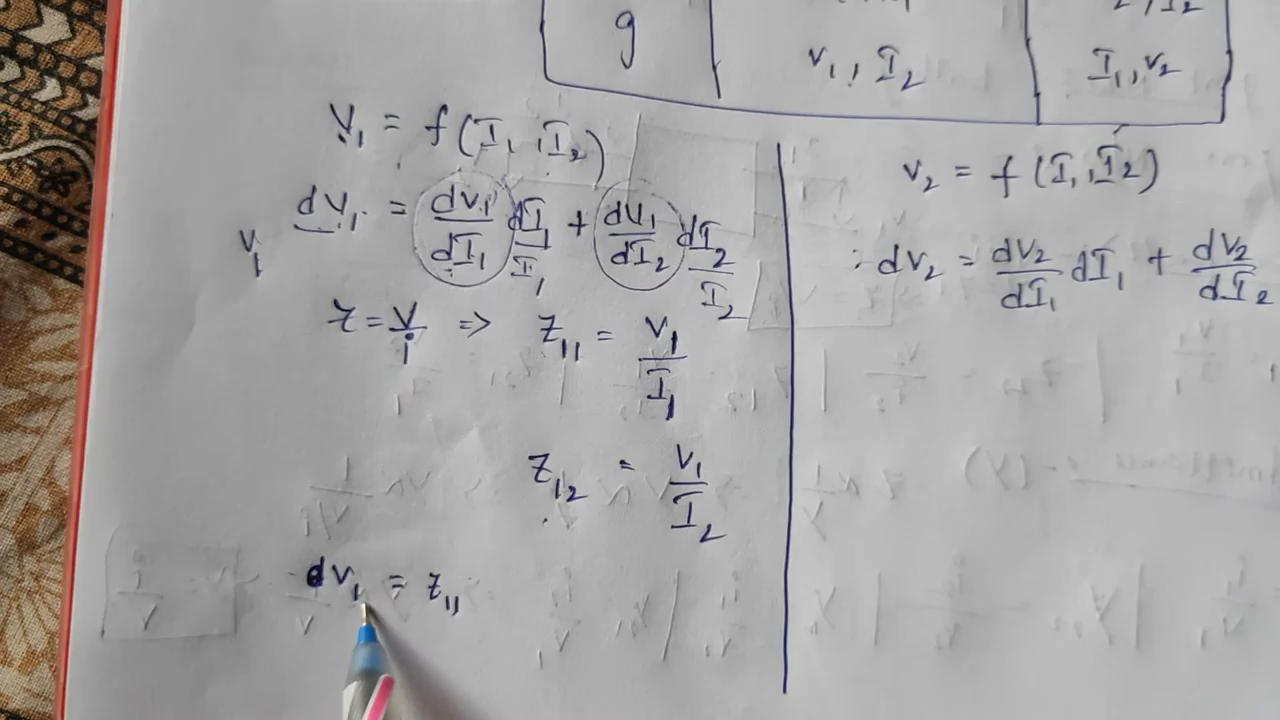 g v₁, I₂ I₁, v₂
V₁ = f(I₁, I₂)
dV₁ = dV₁/dI₁ dI₁ + dV₁/dI₂ dI₂
V₁ I₁ I₂
z = V/i => Z₁₁ = V₁/I₁
Z₁₂ = V₁/I₂
dV₁ = Z₁₁
V₂ = f(I₁, I₂)
: dV₂ = dV₂/dI₁ dI₁ + dV₂/dI₂